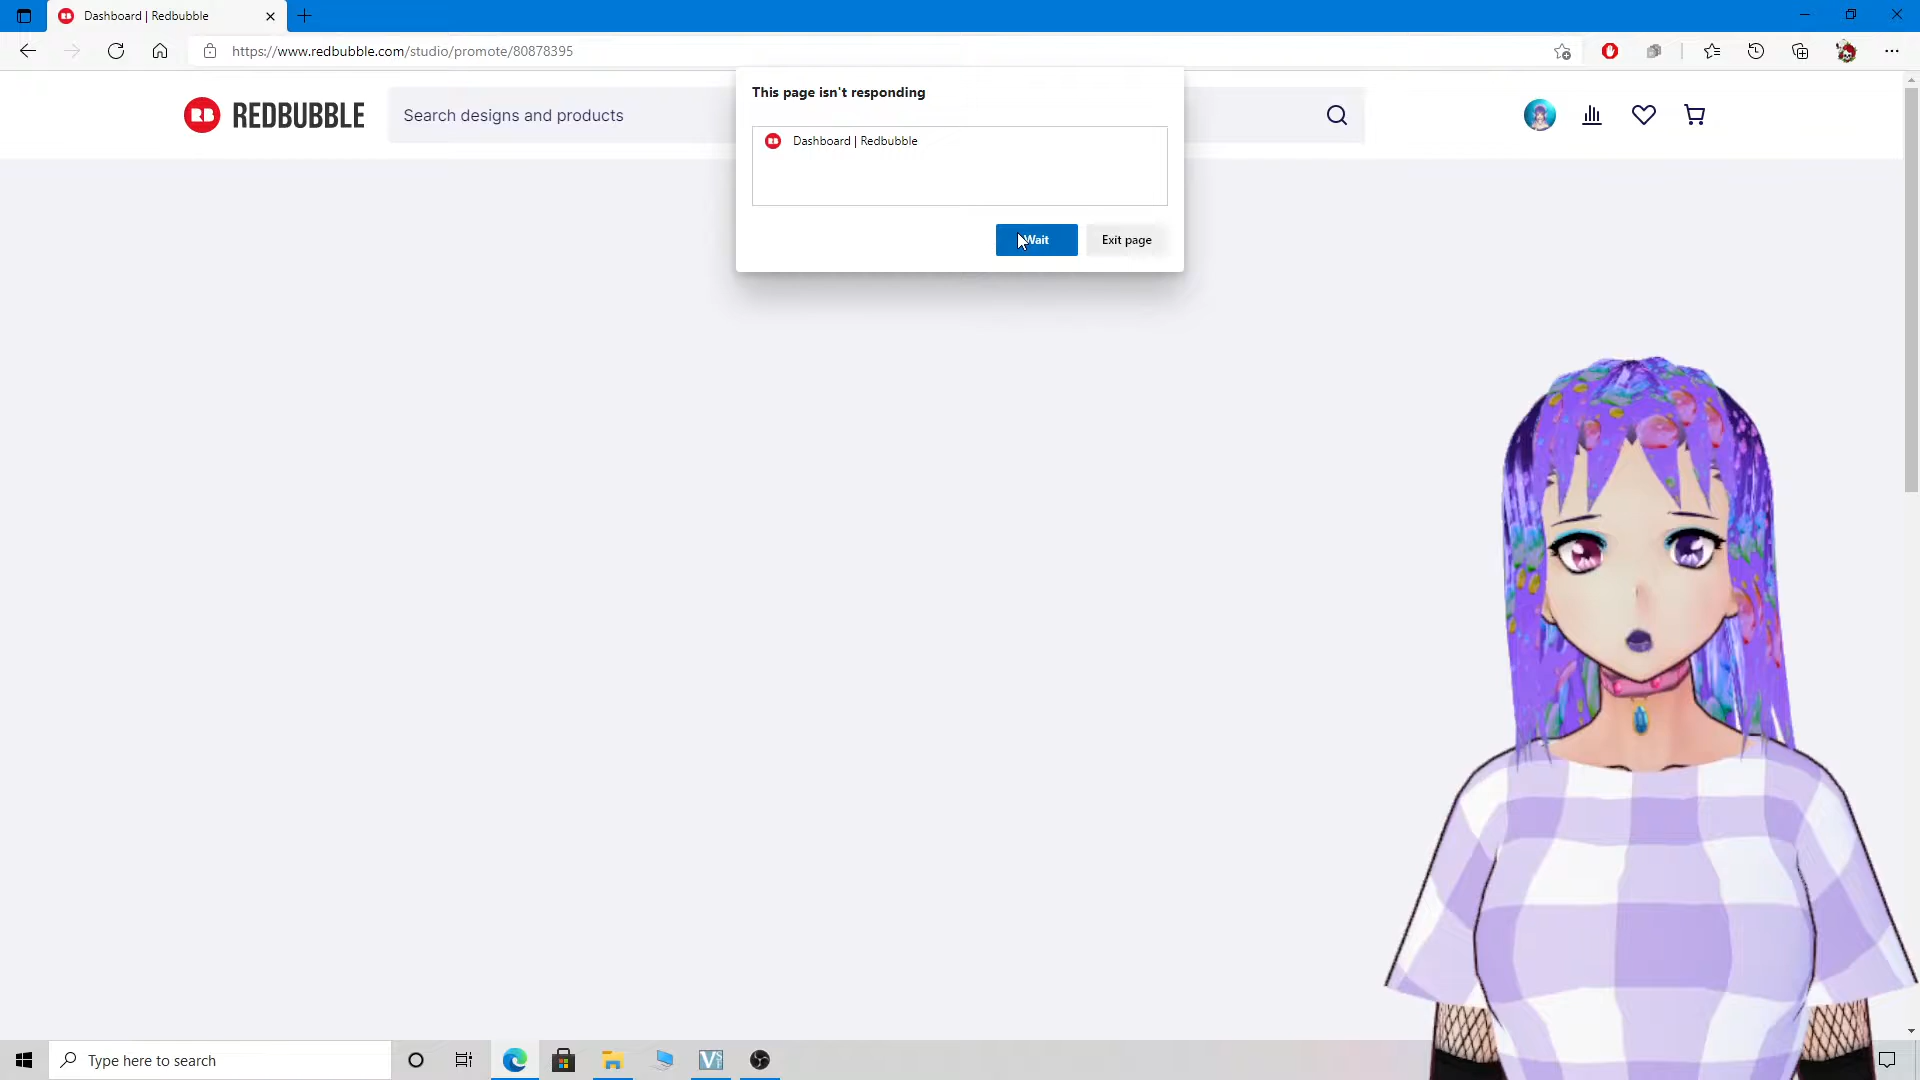 Dashboard | Redbubble
https://www.redbubble.com/studio/promote/80878395
This page isn't responding
RB REDBUBBLE
Search designs and products
Dashboard | Redbubble
Wait
Exit page
Type here to search